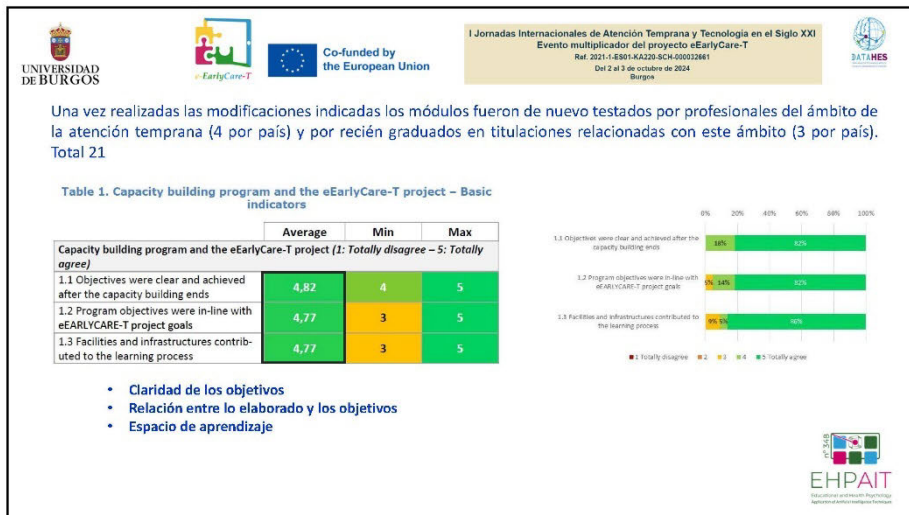 UNIVERSIDAD
DE BURGOS
e-EarlyCare-T
Co-funded by
the European Union
I Jornadas Internacionales de Atención Temprana y Tecnología en el Siglo XXI
Evento multiplicador del proyecto eEarlyCare-T
Ref. 2021-1-ES01-KA220-SCH-000032661
Del 2 al 3 de octubre de 2024
Burgos
DATAHES
Una vez realizadas las modificaciones indicadas los módulos fueron de nuevo testados por profesionales del ámbito de
la atención temprana (4 por país) y por recién graduados en titulaciones relacionadas con este ámbito (3 por país).
Total 21
Table 1. Capacity building program and the eEarlyCare-T project – Basic
indicators
Average Min Max
Capacity building program and the eEarlyCare-T project (1: Totally disagree – 5: Totally
agree)
1.1 Objectives were clear and achieved
after the capacity building ends
4,82 4 5
1.2 Program objectives were in-line with
eEARLYCARE-T project goals
4,77 3 5
1.3 Facilities and infrastructures contrib-
uted to the learning process
4,77 3 5
0% 20% 40% 60% 80% 100%
1.1 Objectives were clear and achieved after the
capacity building ends
18% 82%
1.2 Program objectives were in-line with
eEARLYCARE-T project goals
5% 14% 82%
1.3 Facilities and infrastructures contributed to
the learning process
9% 5%
1 Totally disagree 2 3 4 5 Totally agree
• Claridad de los objetivos
• Relación entre lo elaborado y los objetivos
• Espacio de aprendizaje
nº 348
EHPAIT
Educational and Health Psychology
Application of Artificial Intelligence Techniques